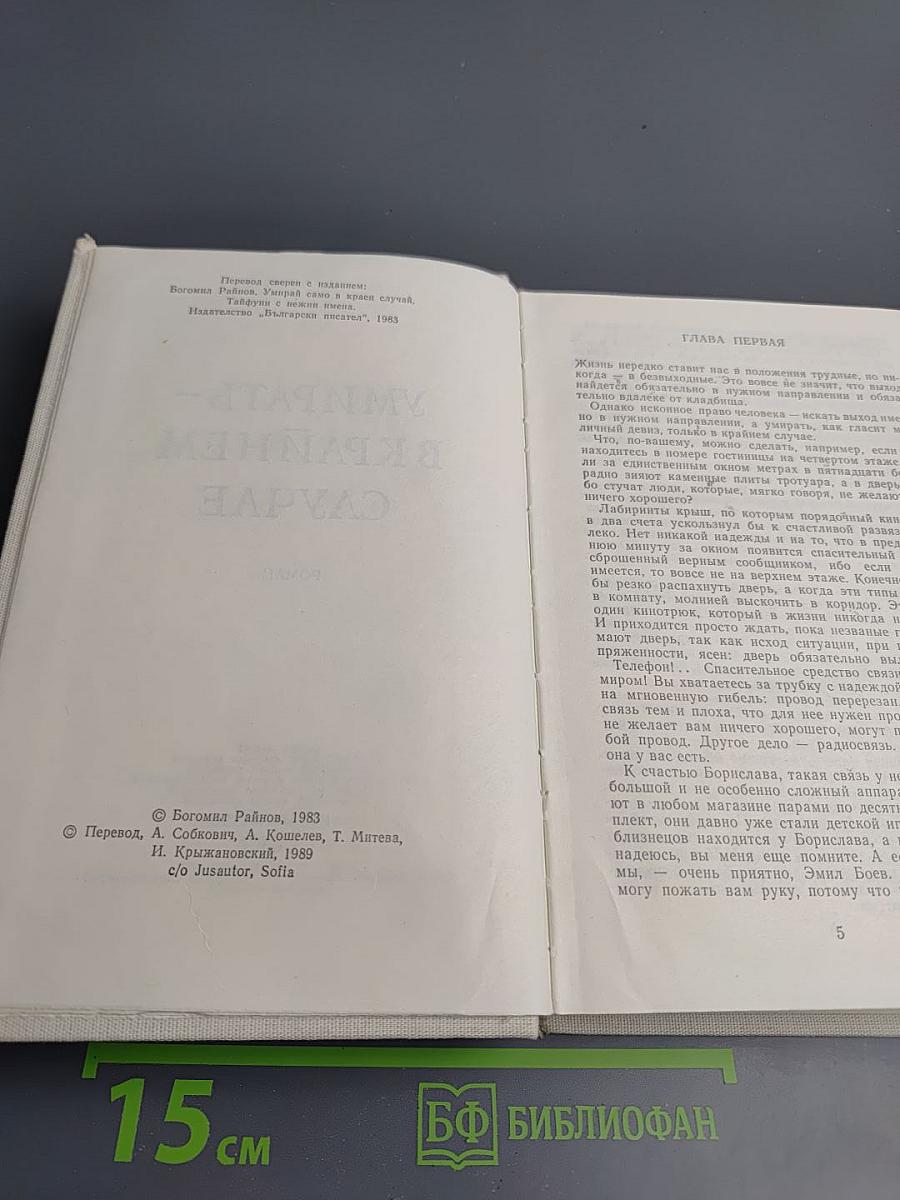 Перевод сверен с изданием:
Богомил Райнов. Умирай само в краен случай.
Тайфуни с нежни имена.
Издателство „Български писател", 1983
УМИРАТЬ
В КРАЙНЕМ
СЛУЧАЕ
РОМАН
© Богомил Райнов, 1983
© Перевод, А. Собкович, А. Кошелев, Т. Митева,
И. Крыжановский, 1989
c/o Jusautor, Sofia
ГЛАВА ПЕРВАЯ
Жизнь нередко ставит нас в положения трудные, но ни-
когда — в безвыходные. Это вовсе не значит, что выход
найдется обязательно в нужном направлении и обяза
тельно вдалеке от кладбища.
Однако исконное право человека — искать выход име
но в нужном направлении, а умирать, как гласит м
личный девиз, только в крайнем случае.
Что, по-вашему, можно сделать, например, если
находитесь в номере гостиницы на четвертом этаже
ли за единственным окном метрах в пятнадцати бе
радно зияют каменные плиты тротуара, а в дверь
бо стучат люди, которые, мягко говоря, не желают
ничего хорошего?
Лабиринты крыш, по которым порядочный кин
в два счета ускользнул бы к счастливой развяз
леко. Нет никакой надежды и на то, что в пред
нюю минуту за окном появится спасительный
сброшенный верным сообщником, ибо если
имеется, то вовсе не на верхнем этаже. Конечно
бы резко распахнуть дверь, а когда эти типы
в комнату, молнией выскочить в коридор. Э
один кинотрюк, который в жизни никогда н
И приходится просто ждать, пока незваные г
мают дверь, так как исход ситуации, при
пряженности, ясен: дверь обязательно выл
Телефон!.. Спасительное средство связи
миром! Вы хватаетесь за трубку с надеждой
на мгновенную гибель: провод перерезан.
связь тем и плоха, что для нее нужен про
не желает вам ничего хорошего, могут п
бой провод. Другое дело — радиосвязь.
она у вас есть.
К счастью Борислава, такая связь у не
большой и не особенно сложный аппара
ют в любом магазине парами по десять
плект, они давно уже стали детской иг
близнецов находится у Борислава, а
надеюсь, вы меня еще помните. А е
мы, — очень приятно, Эмил Боев.
могу пожать вам руку, потому что
5
15 см
БФ БИБЛИОФАН